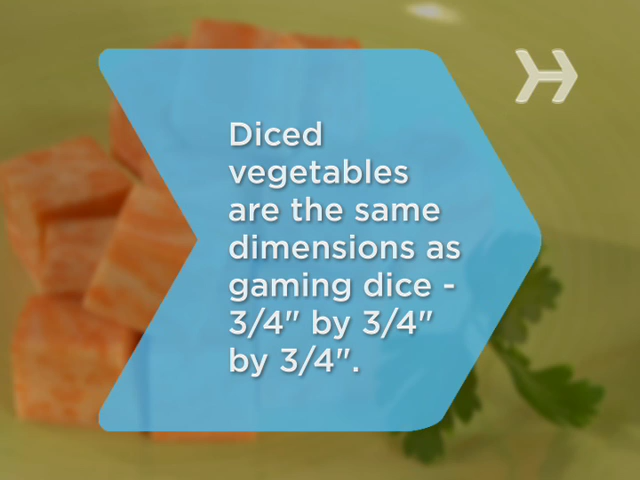 Diced
vegetables
are the same
dimensions as
gaming dice -
3/4" by 3/4"
by 3/4".